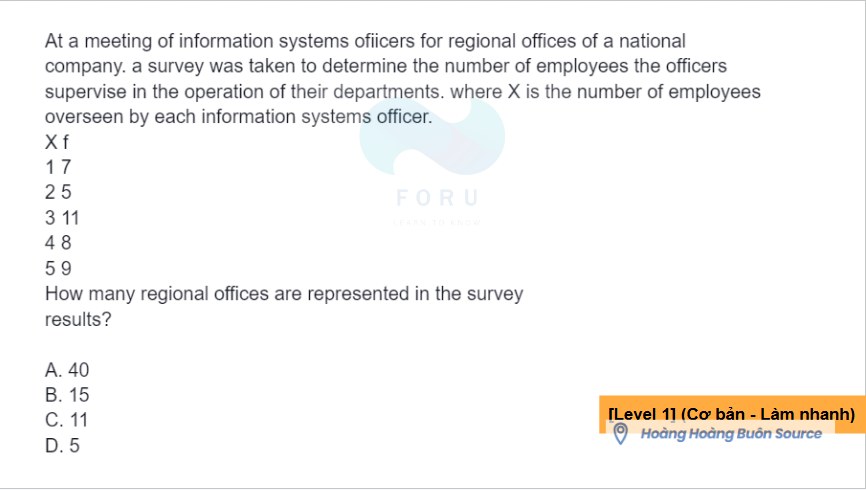 At a meeting of information systems ofiicers for regional offices of a national
company. a survey was taken to determine the number of employees the officers
supervise in the operation of their departments. where X is the number of employees
overseen by each information systems officer.
X f
1 7
2 5
3 11
4 8
5 9
How many regional offices are represented in the survey
results?
A. 40
B. 15
C. 11
D. 5
FORU
[Level 1] (Cơ bản - Làm nhanh)
Hoàng Hoàng Buôn Source